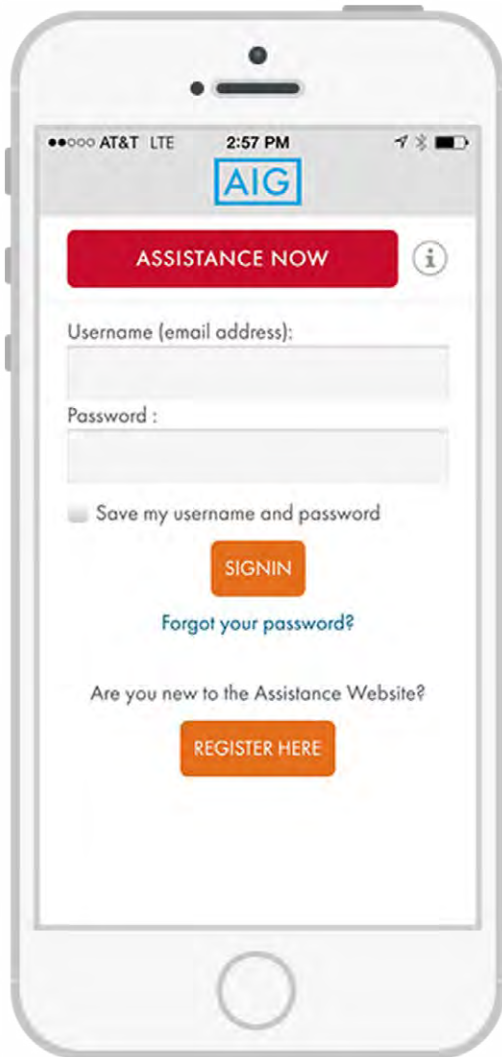 AT&T LTE 2:57 PM
AIG
ASSISTANCE NOW i
Username (email address):
Password :
Save my username and password
SIGNIN
Forgot your password?
Are you new to the Assistance Website?
REGISTER HERE